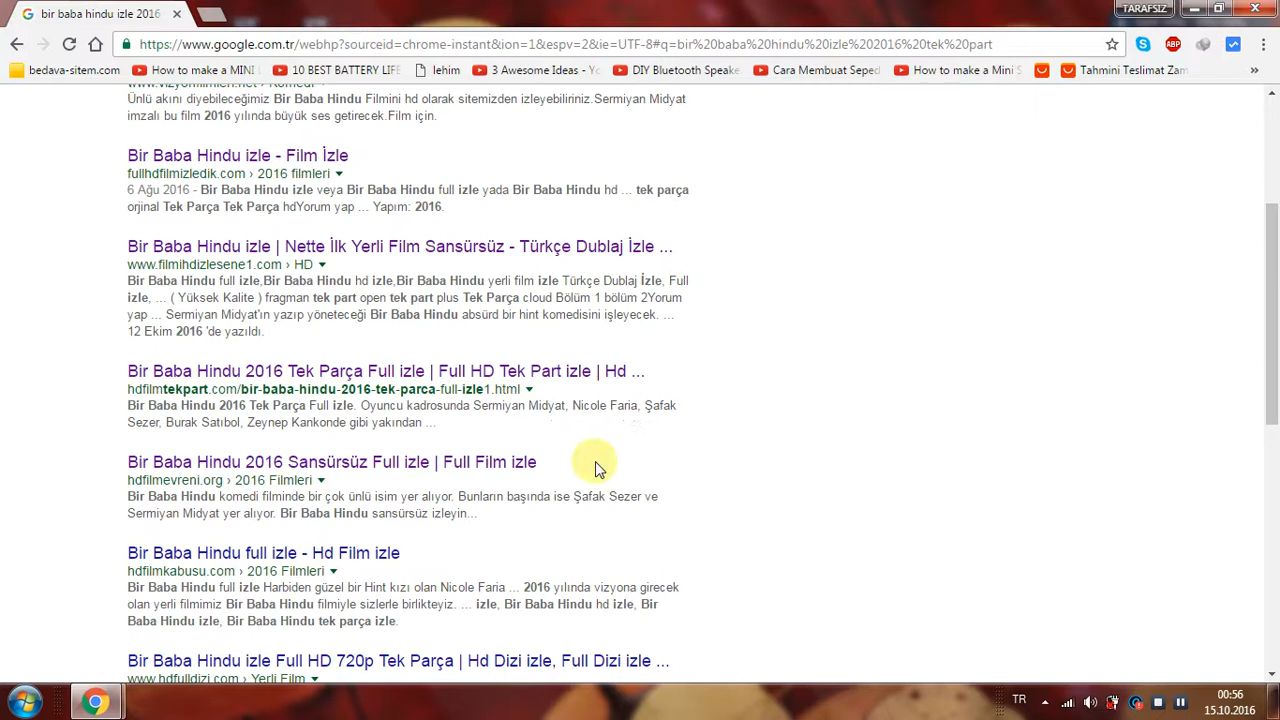 bir baba hindu izle 2016
TARAFSIZ
https://www.google.com.tr/webhp?sourceid=chrome-instant&ion=1&espv=2&ie=UTF-8#q=bir%20baba%20hindu%20izle%202016%20tek%20part
bedava-sitem.com
How to make a MINI L
10 BEST BATTERY LIFE
lehim
3 Awesome Ideas - Yo
DIY Bluetooth Speake
Cara Membuat Seped
How to make a Mini S
Tahmini Teslimat Zam
»
www.vizyonfilmleri.net › Komedi
Ünlü akını diyebileceğimiz Bir Baba Hindu Filmini hd olarak sitemizden izleyebiliriniz.Sermiyan Midyat
imzalı bu film 2016 yılında büyük ses getirecek.Film için.
Bir Baba Hindu izle - Film İzle
fullhdfilmizledik.com › 2016 filmleri
6 Ağu 2016 - Bir Baba Hindu izle veya Bir Baba Hindu full izle yada Bir Baba Hindu hd ... tek parça
orjinal Tek Parça Tek Parça hdYorum yap ... Yapım: 2016.
Bir Baba Hindu izle | Nette İlk Yerli Film Sansürsüz - Türkçe Dublaj İzle ...
www.filmihdizlesene1.com › HD
Bir Baba Hindu full izle,Bir Baba Hindu hd izle,Bir Baba Hindu yerli film izle Türkçe Dublaj İzle, Full
izle, ... ( Yüksek Kalite ) fragman tek part open tek part plus Tek Parça cloud Bölüm 1 bölüm 2Yorum
yap ... Sermiyan Midyat'ın yazıp yöneteceği Bir Baba Hindu absürd bir hint komedisini işleyecek. ...
12 Ekim 2016 'de yazıldı.
Bir Baba Hindu 2016 Tek Parça Full izle | Full HD Tek Part izle | Hd ...
hdfilmtekpart.com/bir-baba-hindu-2016-tek-parca-full-izle1.html
Bir Baba Hindu 2016 Tek Parça Full izle. Oyuncu kadrosunda Sermiyan Midyat, Nicole Faria, Şafak
Sezer, Burak Satıbol, Zeynep Kankonde gibi yakından ...
Bir Baba Hindu 2016 Sansürsüz Full izle | Full Film izle
hdfilmevreni.org › 2016 Filmleri
Bir Baba Hindu komedi filminde bir çok ünlü isim yer alıyor. Bunların başında ise Şafak Sezer ve
Sermiyan Midyat yer alıyor. Bir Baba Hindu sansürsüz izleyin...
Bir Baba Hindu full izle - Hd Film izle
hdfilmkabusu.com › 2016 Filmleri
Bir Baba Hindu full izle Harbiden güzel bir Hint kızı olan Nicole Faria ... 2016 yılında vizyona girecek
olan yerli filmimiz Bir Baba Hindu filmiyle sizlerle birlikteyiz. ... izle, Bir Baba Hindu hd izle, Bir
Baba Hindu izle, Bir Baba Hindu tek parça izle.
Bir Baba Hindu izle Full HD 720p Tek Parça | Hd Dizi izle, Full Dizi izle ...
www.hdfulldizi.com › Yerli Film
TR
00:56
15.10.2016